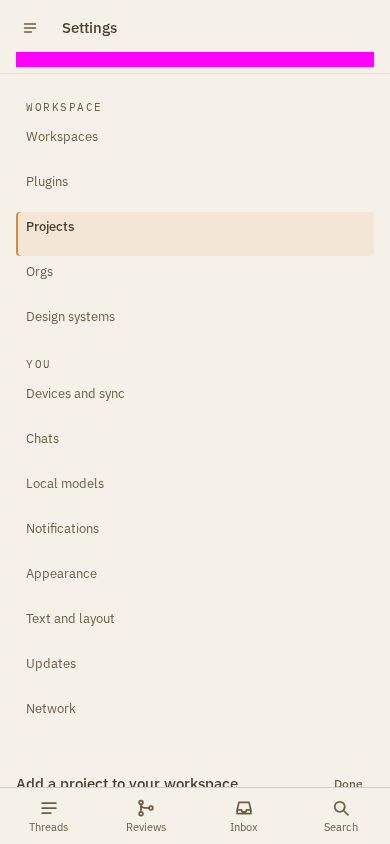 Settings
WORKSPACE
Workspaces
Plugins
Projects
Orgs
Design systems
YOU
Devices and sync
Chats
Local models
Notifications
Appearance
Text and layout
Updates
Network
Add a project to your workspace
Done
Threads
Reviews
Inbox
Search